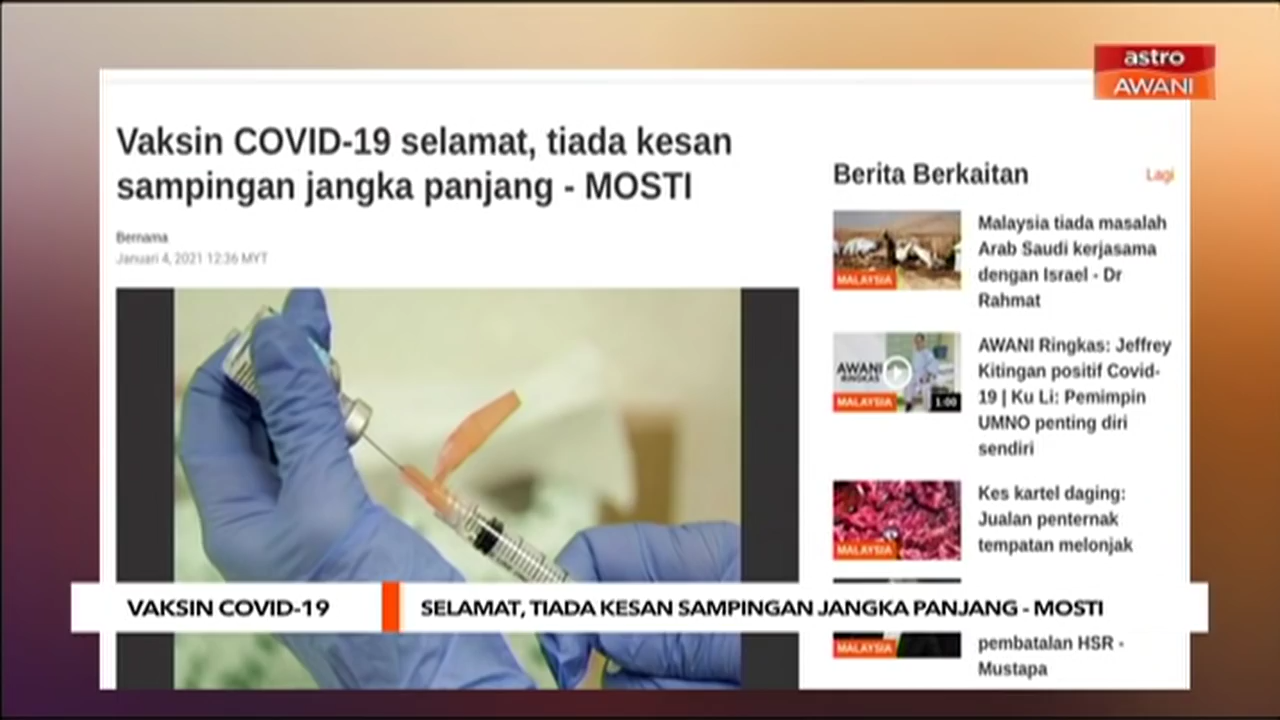 astro
AWANI
Vaksin COVID-19 selamat, tiada kesan
sampingan jangka panjang - MOSTI
Bernama
Januari 4, 2021 12:36 MYT
Berita Berkaitan
Lagi
Malaysia tiada masalah
Arab Saudi kerjasama
dengan Israel - Dr
Rahmat
MALAYSIA
AWANI Ringkas: Jeffrey
Kitingan positif Covid-
19 | Ku Li: Pemimpin
UMNO penting diri
sendiri
AWANI
RINGKAS
MALAYSIA
1:00
Kes kartel daging:
Jualan penternak
tempatan melonjak
MALAYSIA
pembatalan HSR -
Mustapa
MALAYSIA
VAKSIN COVID-19
SELAMAT, TIADA KESAN SAMPINGAN JANGKA PANJANG - MOSTI